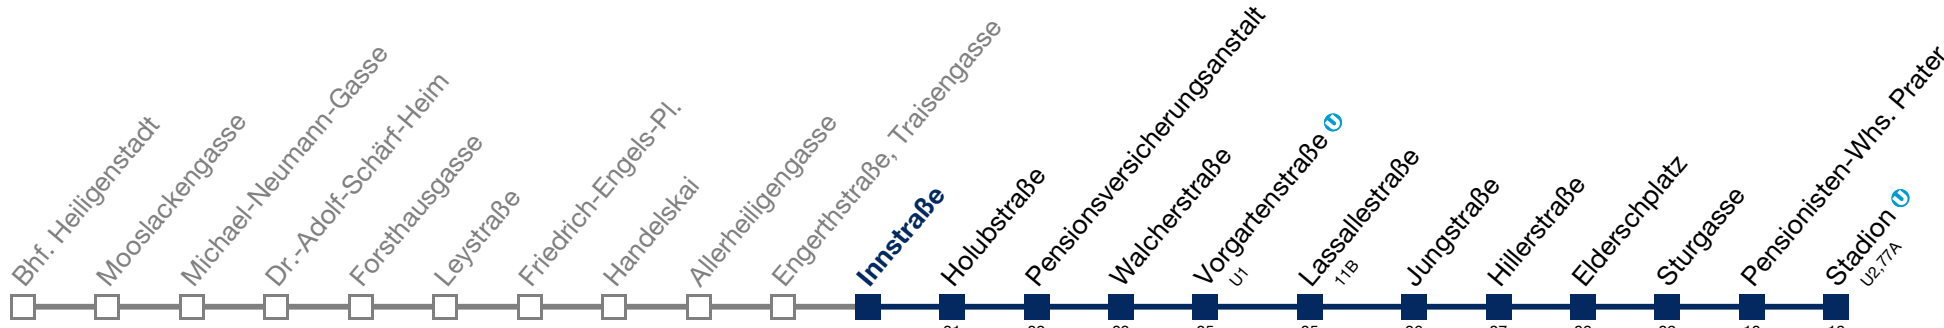 Bhf. Heiligenstadt
Mooslackengasse
Michael-Neumann-Gasse
Dr.-Adolf-Schärf-Heim
Forsthausgasse
Leystraße
Friedrich-Engels-Pl.
Handelskai
Allerheiligengasse
Engerthstraße, Traisengasse
Innstraße
Holubstraße
Pensionsversicherungsanstalt
Walcherstraße
Vorgartenstraße U
U1
Lassallestraße
11B
Jungstraße
Hillerstraße
Elderschplatz
Sturgasse
Pensionisten-Whs. Prater
Stadion U
U2,77A